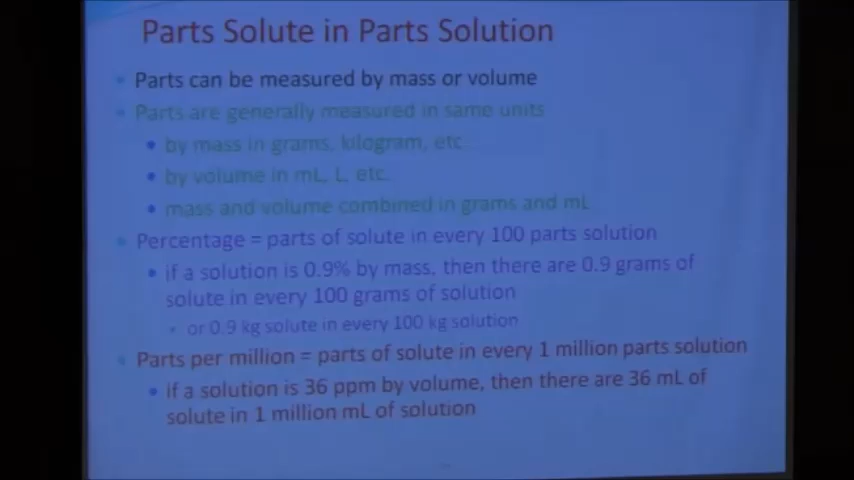 Parts Solute in Parts Solution
Parts can be measured by mass or volume
Parts are generally measured in same units
by mass in grams, kilogram, etc.
by volume in mL, L, etc.
mass and volume combined in grams and mL
Percentage = parts of solute in every 100 parts solution
if a solution is 0.9% by mass, then there are 0.9 grams of
solute in every 100 grams of solution
or 0.9 kg solute in every 100 kg solution
Parts per million = parts of solute in every 1 million parts solution
if a solution is 36 ppm by volume, then there are 36 mL of
solute in 1 million mL of solution